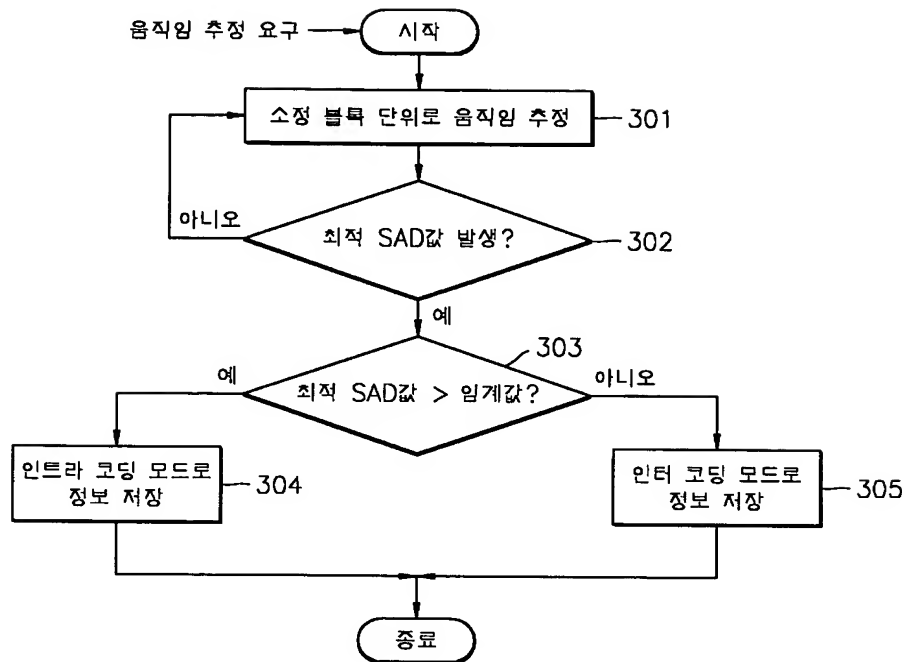 움직임 추정 요구
시작
소정 블록 단위로 움직임 추정
301
아니오
최적 SAD값 발생?
302
예
303
예
최적 SAD값 > 임계값?
아니오
인트라 코딩 모드로
정보 저장
304
인터 코딩 모드로
정보 저장
305
종료